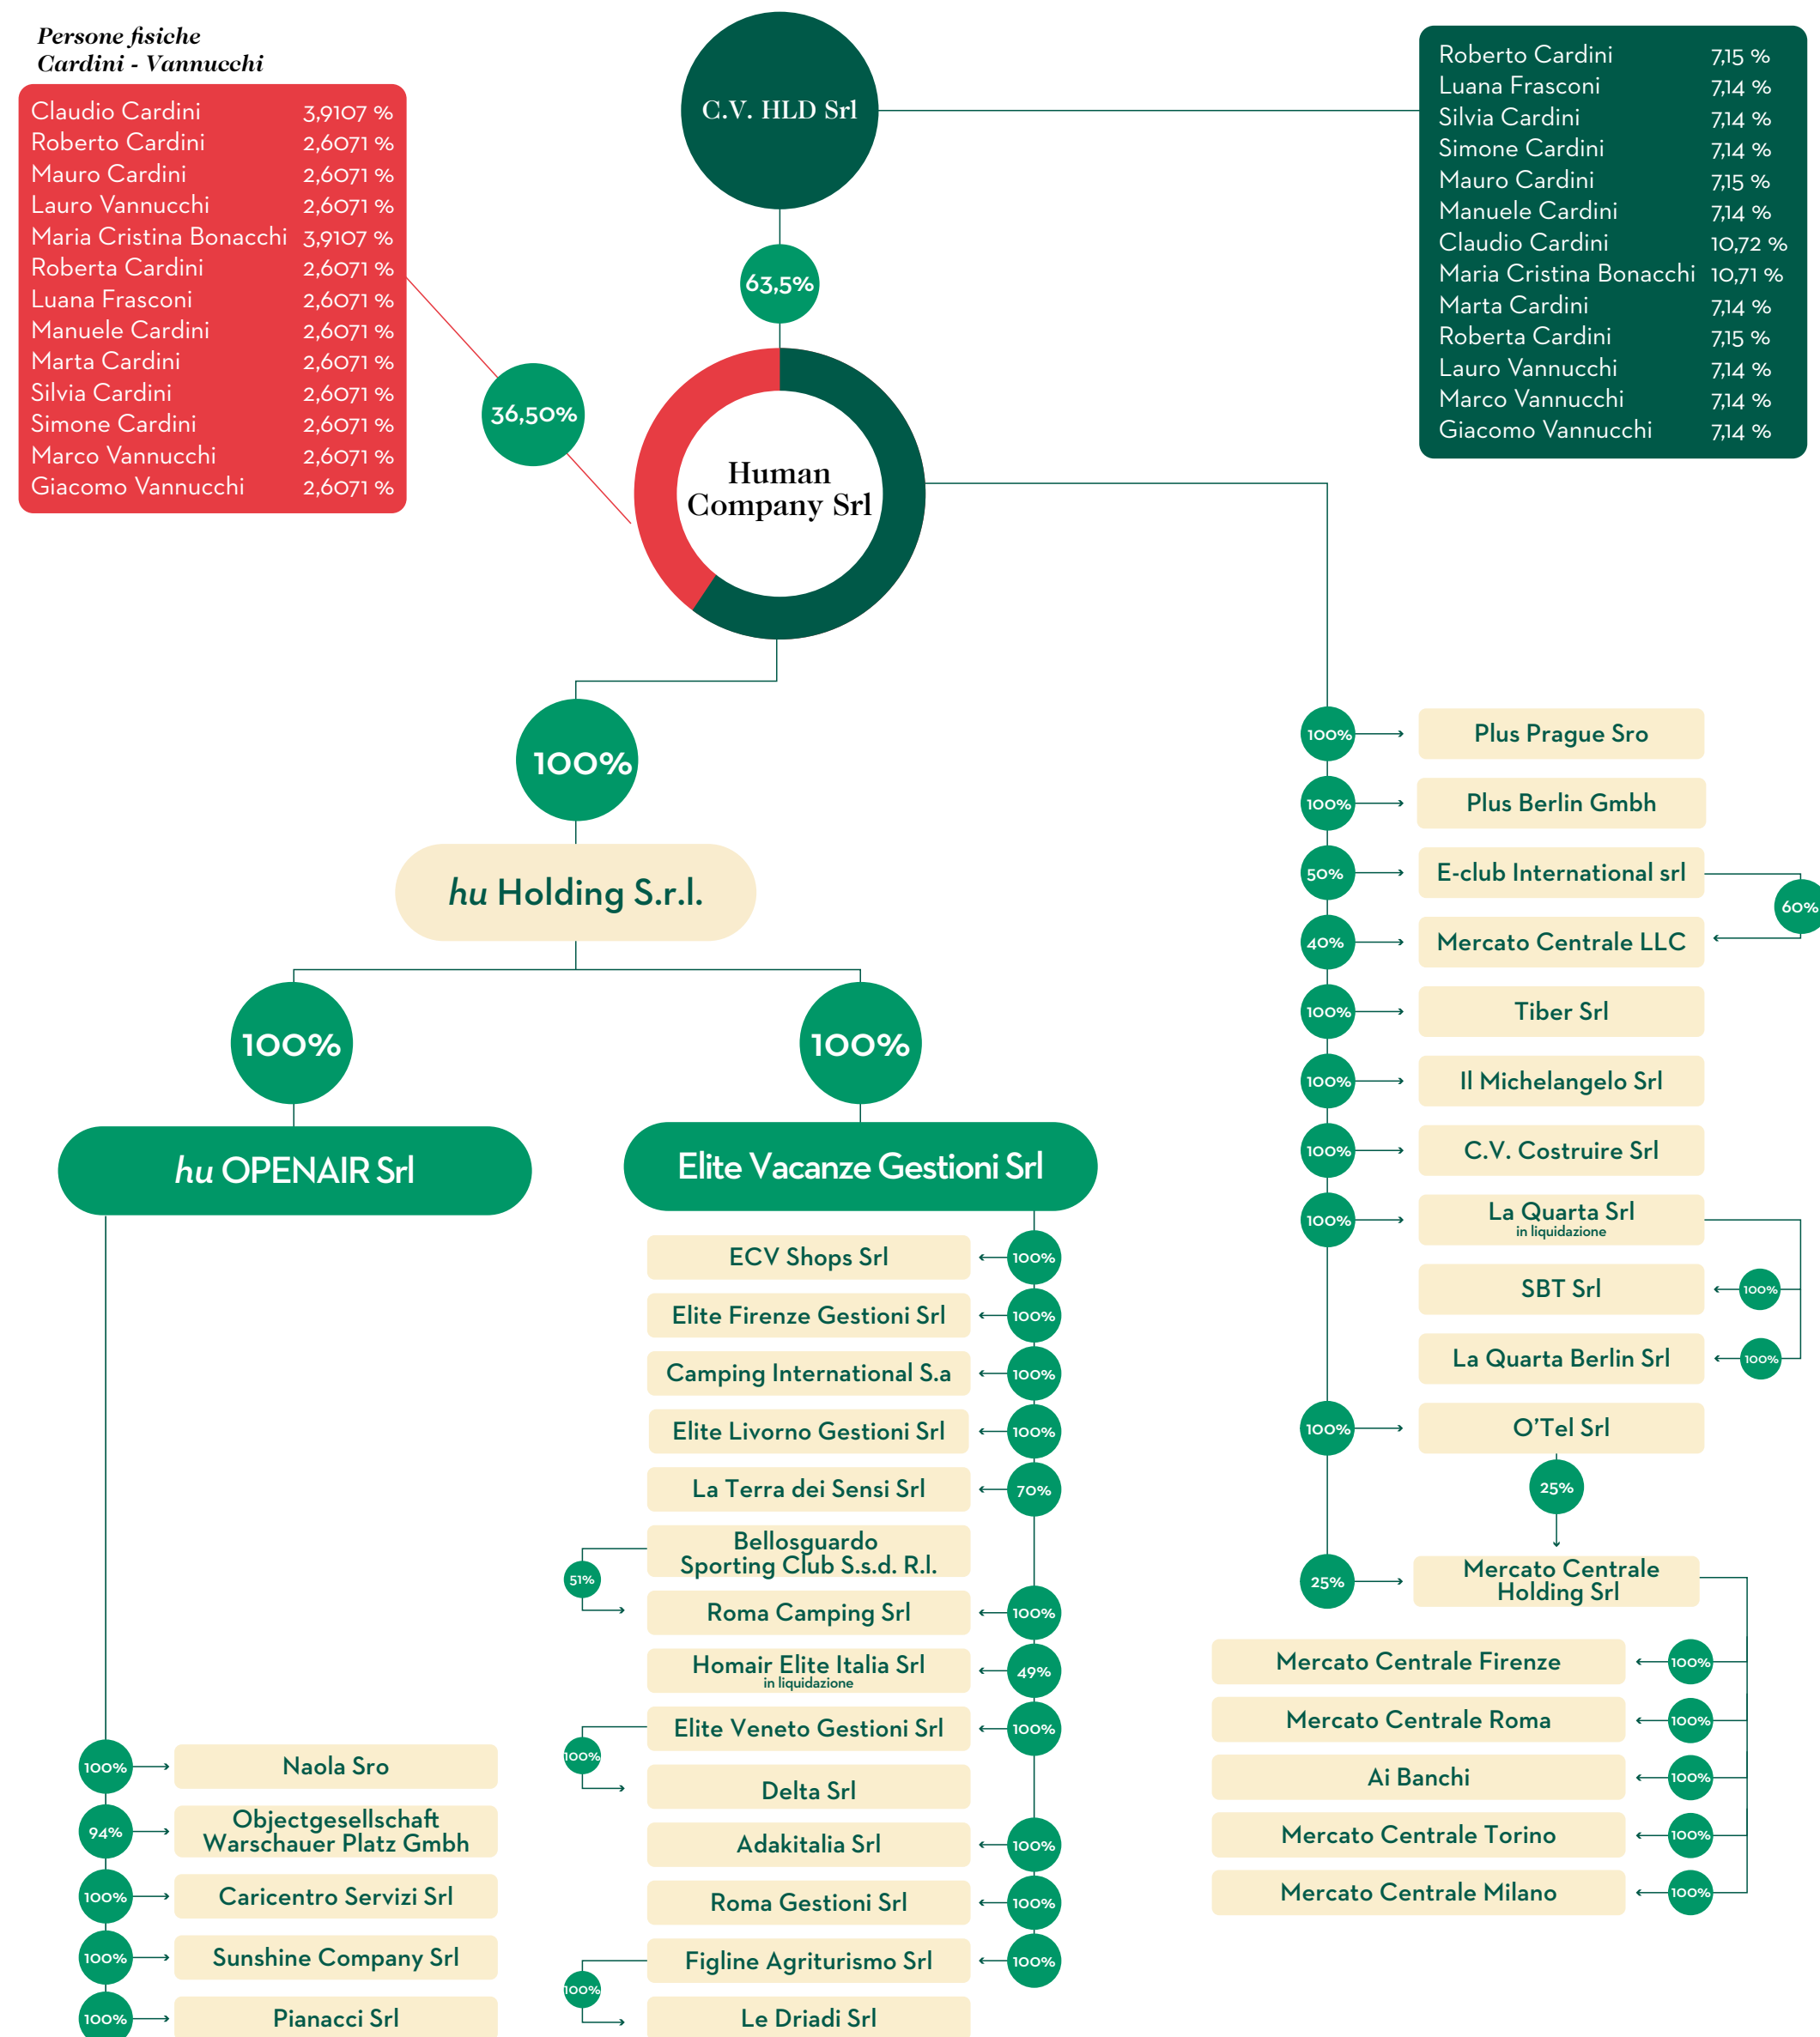 Persone fisiche
Cardini - Vannucchi
Claudio Cardini 3,9107 %
Roberto Cardini 2,6071 %
Mauro Cardini 2,6071 %
Lauro Vannucchi 2,6071 %
Maria Cristina Bonacchi 3,9107 %
Roberta Cardini 2,6071 %
Luana Frasconi 2,6071 %
Manuele Cardini 2,6071 %
Marta Cardini 2,6071 %
Silvia Cardini 2,6071 %
Simone Cardini 2,6071 %
Marco Vannucchi 2,6071 %
Giacomo Vannucchi 2,6071 %
C.V. HLD Srl
Roberto Cardini 7,15 %
Luana Frasconi 7,14 %
Silvia Cardini 7,14 %
Simone Cardini 7,14 %
Mauro Cardini 7,15 %
Manuele Cardini 7,14 %
Claudio Cardini 10,72 %
Maria Cristina Bonacchi 10,71 %
Marta Cardini 7,14 %
Roberta Cardini 7,15 %
Lauro Vannucchi 7,14 %
Marco Vannucchi 7,14 %
Giacomo Vannucchi 7,14 %
63,5%
36,50%
Human
Company Srl
100%
hu Holding S.r.l.
100%
100%
hu OPENAIR Srl
Elite Vacanze Gestioni Srl
100% Naola Sro
94% Objectgesellschaft
Warschauer Platz Gmbh
100% Caricentro Servizi Srl
100% Sunshine Company Srl
100% Pianacci Srl
ECV Shops Srl 100%
Elite Firenze Gestioni Srl 100%
Camping International S.a 100%
Elite Livorno Gestioni Srl 100%
La Terra dei Sensi Srl 70%
Bellosguardo
Sporting Club S.s.d. R.l.
51%
Roma Camping Srl 100%
Homair Elite Italia Srl 49%
in liquidazione
Elite Veneto Gestioni Srl 100%
100%
Delta Srl
Adakitalia Srl 100%
Roma Gestioni Srl 100%
Figline Agriturismo Srl 100%
100%
Le Driadi Srl
100% Plus Prague Sro
100% Plus Berlin Gmbh
50% E-club International srl
60%
40% Mercato Centrale LLC
100% Tiber Srl
100% Il Michelangelo Srl
100% C.V. Costruire Srl
100% La Quarta Srl
in liquidazione
SBT Srl 100%
La Quarta Berlin Srl 100%
100% O'Tel Srl
25%
25% Mercato Centrale
Holding Srl
Mercato Centrale Firenze 100%
Mercato Centrale Roma 100%
Ai Banchi 100%
Mercato Centrale Torino 100%
Mercato Centrale Milano 100%